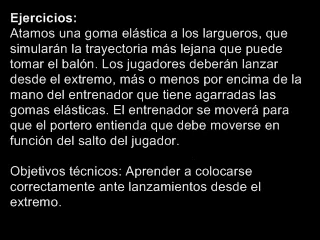 Ejercicios:
Atamos una goma elástica a los largueros, que
simularán la trayectoria más lejana que puede
tomar el balón. Los jugadores deberán lanzar
desde el extremo, más o menos por encima de la
mano del entrenador que tiene agarradas las
gomas elásticas. El entrenador se moverá para
que el portero entienda que debe moverse en
función del salto del jugador.
Objetivos técnicos: Aprender a colocarse
correctamente ante lanzamientos desde el
extremo.